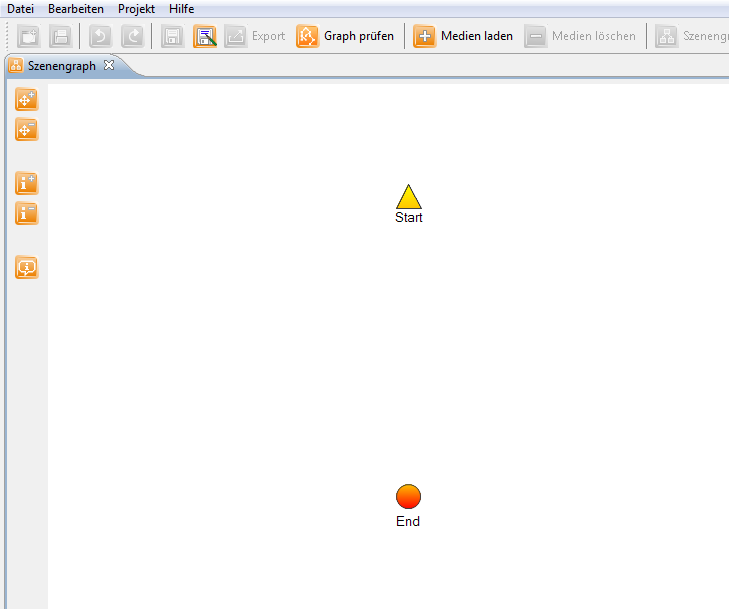 Datei Bearbeiten Projekt Hilfe
Export Graph prüfen Medien laden Medien löschen Szenengr
Szenengraph
Start
End